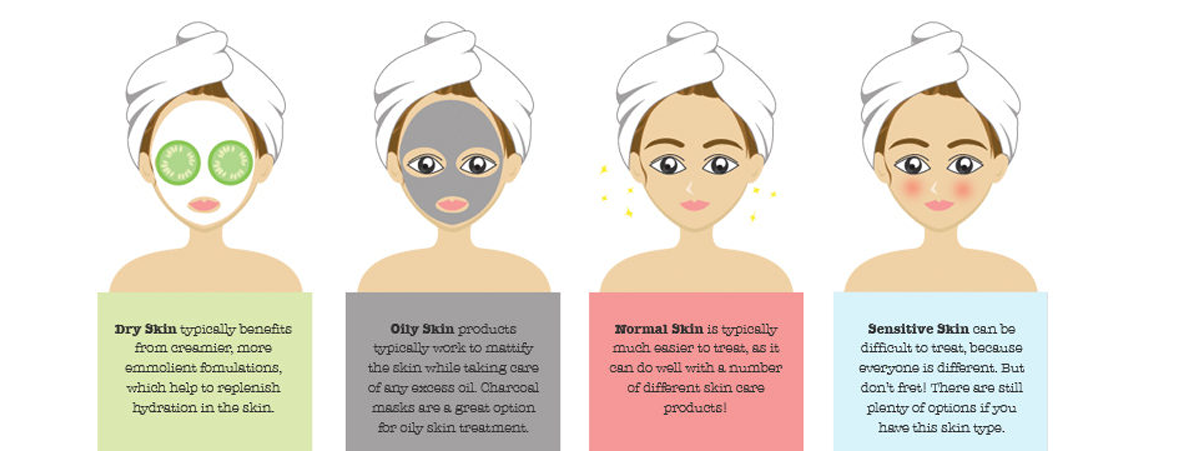 Dry Skin typically benefits
from creamier, more
emmolient fomulations,
which help to replenish
hydration in the skin.
Oily Skin products
typically work to mattify
the skin while taking care
of any excess oil. Charcoal
masks are a great option
for oily skin treatment.
Normal Skin is typically
much easier to treat, as it
can do well with a number
of different skin care
products!
Sensitive Skin can be
difficult to treat, because
everyone is different. But
don't fret! There are still
plenty of options if you
have this skin type.